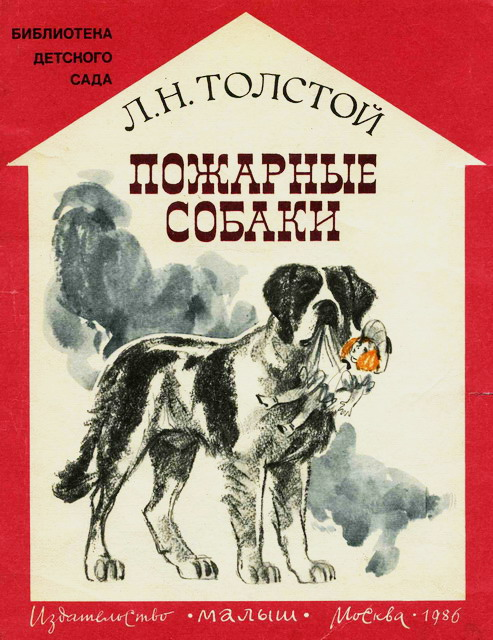 БИБЛИОТЕКА
ДЕТСКОГО
САДА
Л.Н. ТОЛСТОЙ
ПОЖАРНЫЕ
СОБАКИ
Издательство · малыш · Москва · 1986